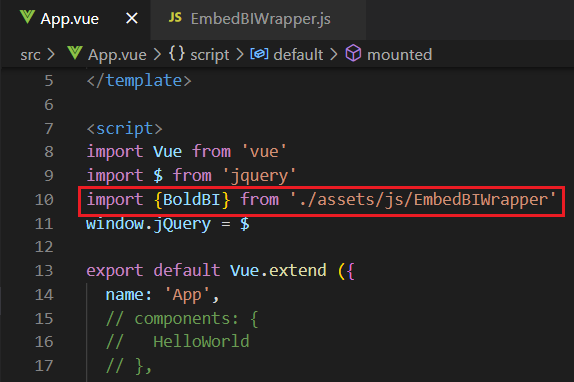 App.vue × JS EmbedBIWrapper.js
src > App.vue > {} script > default > mounted
5 </template>
6
7 <script>
8 import Vue from 'vue'
9 import $ from 'jquery'
10 import {BoldBI} from './assets/js/EmbedBIWrapper'
11 window.jQuery = $
12
13 export default Vue.extend ({
14 name: 'App',
15 // components: {
16 //   HelloWorld
17 // },